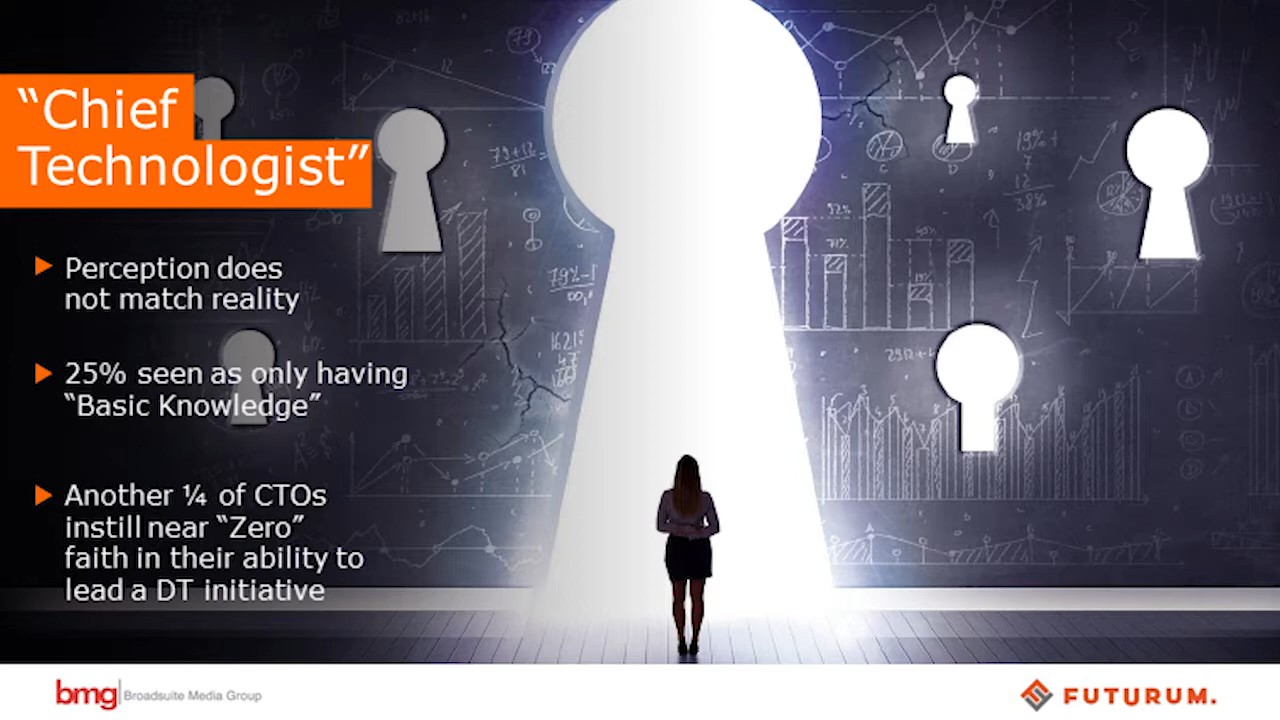 “Chief
Technologist”
Perception does
not match reality
25% seen as only having
“Basic Knowledge”
Another ¼ of CTOs
instill near “Zero”
faith in their ability to
lead a DT initiative
bmg Broadsuite Media Group
FUTURUM.